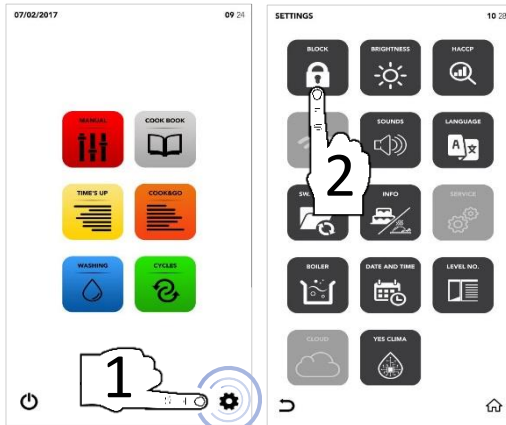 07/02/2017 09 24
MANUAL COOK BOOK
TIME'S UP COOK&GO
WASHING CYCLES
1
SETTINGS 10 28
BLOCK BRIGHTNESS HACCP
SOUNDS LANGUAGE
2
INFO SERVICE
BOILER DATE AND TIME LEVEL NO.
CLOUD YES CLIMA